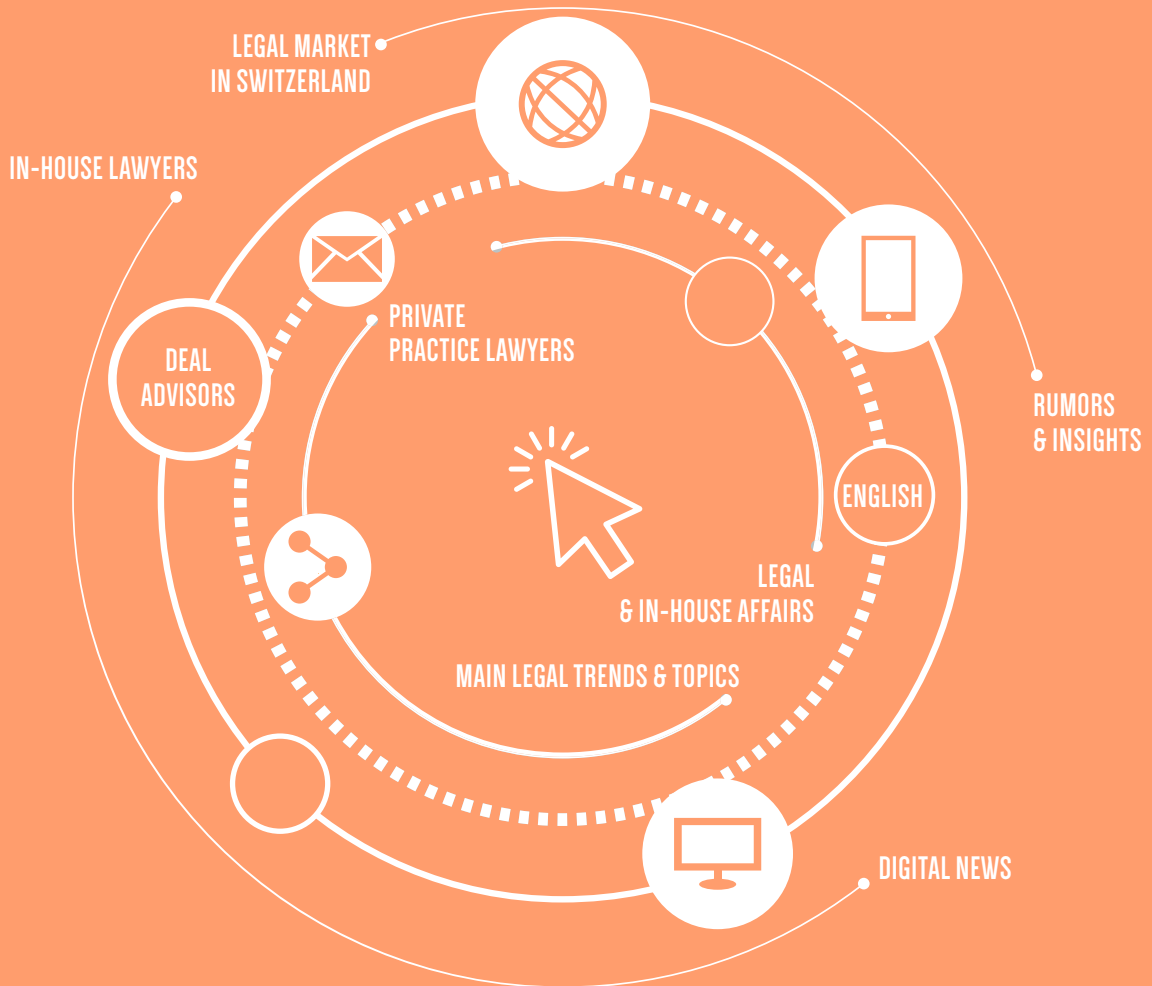 LEGAL MARKET
IN SWITZERLAND
IN-HOUSE LAWYERS
PRIVATE
PRACTICE LAWYERS
DEAL
ADVISORS
RUMORS
& INSIGHTS
ENGLISH
LEGAL
& IN-HOUSE AFFAIRS
MAIN LEGAL TRENDS & TOPICS
DIGITAL NEWS